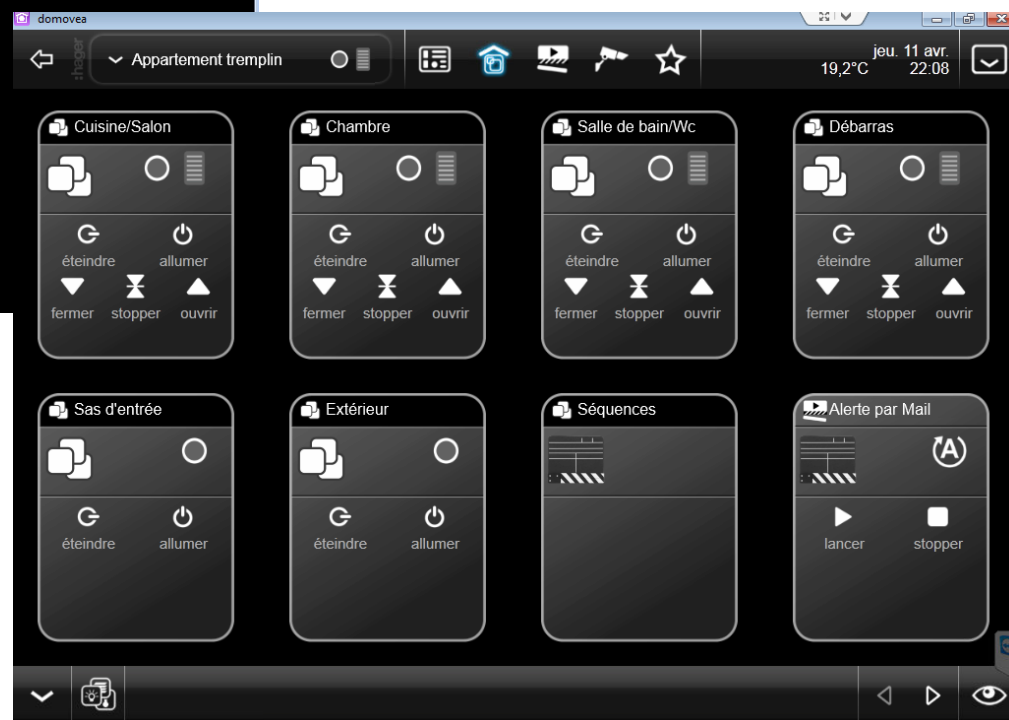 domovea
:hager
Appartement tremplin
jeu. 11 avr.
19,2°C 22:08
Cuisine/Salon
éteindre allumer
fermer stopper ouvrir
Chambre
éteindre allumer
fermer stopper ouvrir
Salle de bain/Wc
éteindre allumer
fermer stopper ouvrir
Débarras
éteindre allumer
fermer stopper ouvrir
Sas d'entrée
éteindre allumer
Extérieur
éteindre allumer
Séquences
Alerte par Mail
A
lancer stopper